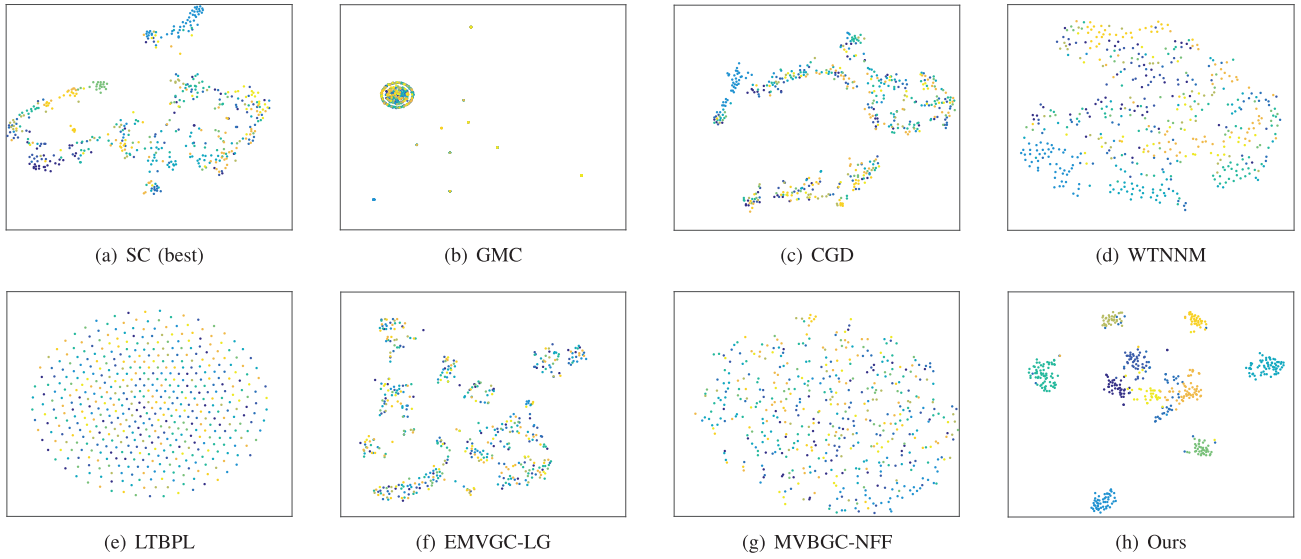 (a) SC (best)
(b) GMC
(c) CGD
(d) WTNNM
(e) LTBPL
(f) EMVGC-LG
(g) MVBGC-NFF
(h) Ours